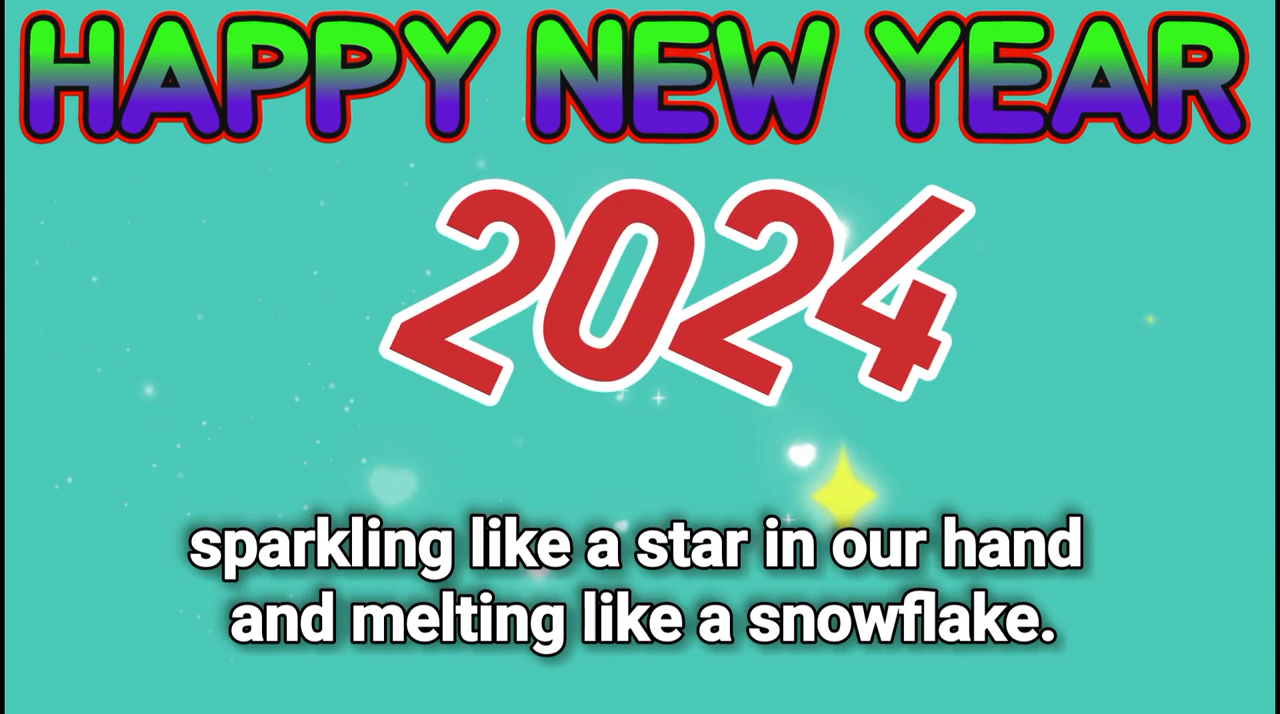 HAPPY NEW YEAR
2024
sparkling like a star in our hand
and melting like a snowflake.